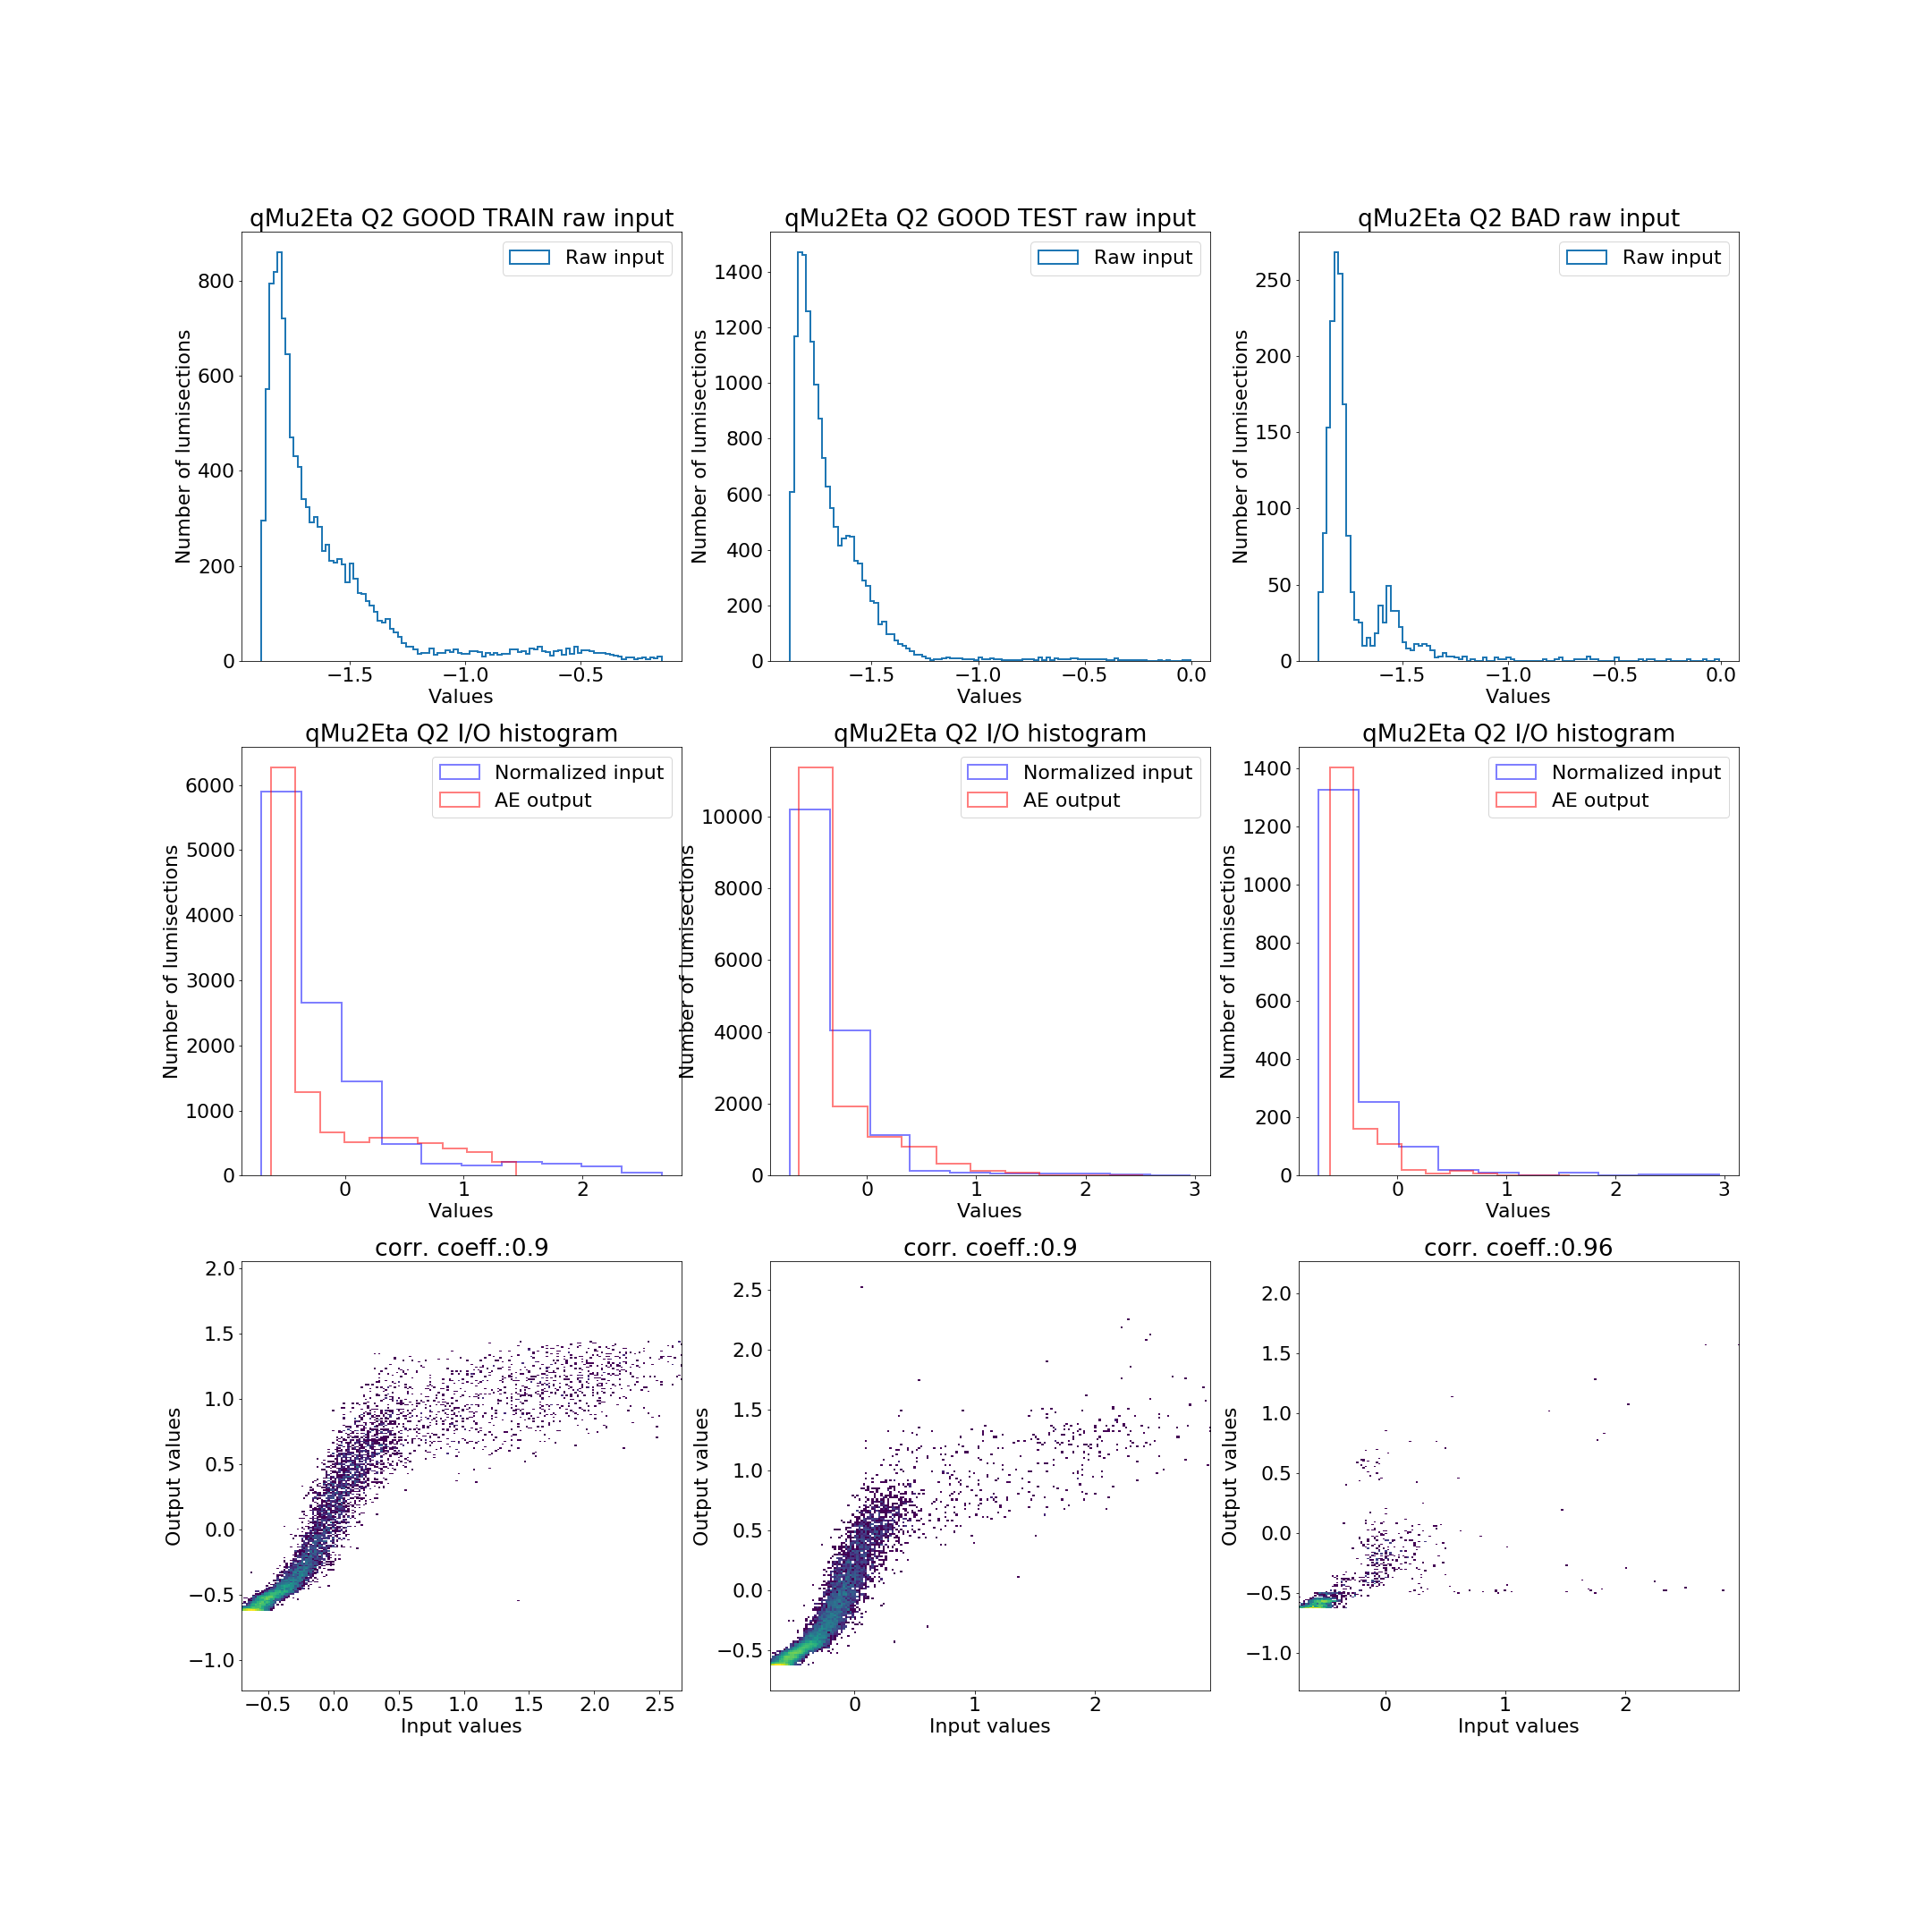 qMu2Eta Q2 GOOD TRAIN raw input
Raw input
Number of lumisections
800
600
400
200
0
−1.5
−1.0
−0.5
Values
qMu2Eta Q2 GOOD TEST raw input
Raw input
Number of lumisections
1400
1200
1000
800
600
400
200
0
−1.5
−1.0
−0.5
0.0
Values
qMu2Eta Q2 BAD raw input
Raw input
Number of lumisections
250
200
150
100
50
0
−1.5
−1.0
−0.5
0.0
Values
qMu2Eta Q2 I/O histogram
Normalized input
AE output
Number of lumisections
6000
5000
4000
3000
2000
1000
0
0
1
2
Values
qMu2Eta Q2 I/O histogram
Normalized input
AE output
Number of lumisections
10000
8000
6000
4000
2000
0
0
1
2
3
Values
qMu2Eta Q2 I/O histogram
Normalized input
AE output
Number of lumisections
1400
1200
1000
800
600
400
200
0
0
1
2
3
Values
corr. coeff.:0.9
Output values
2.0
1.5
1.0
0.5
0.0
−0.5
−1.0
−0.5
0.0
0.5
1.0
1.5
2.0
2.5
Input values
corr. coeff.:0.9
Output values
2.5
2.0
1.5
1.0
0.5
0.0
−0.5
0
1
2
Input values
corr. coeff.:0.96
Output values
2.0
1.5
1.0
0.5
0.0
−0.5
−1.0
0
1
2
Input values